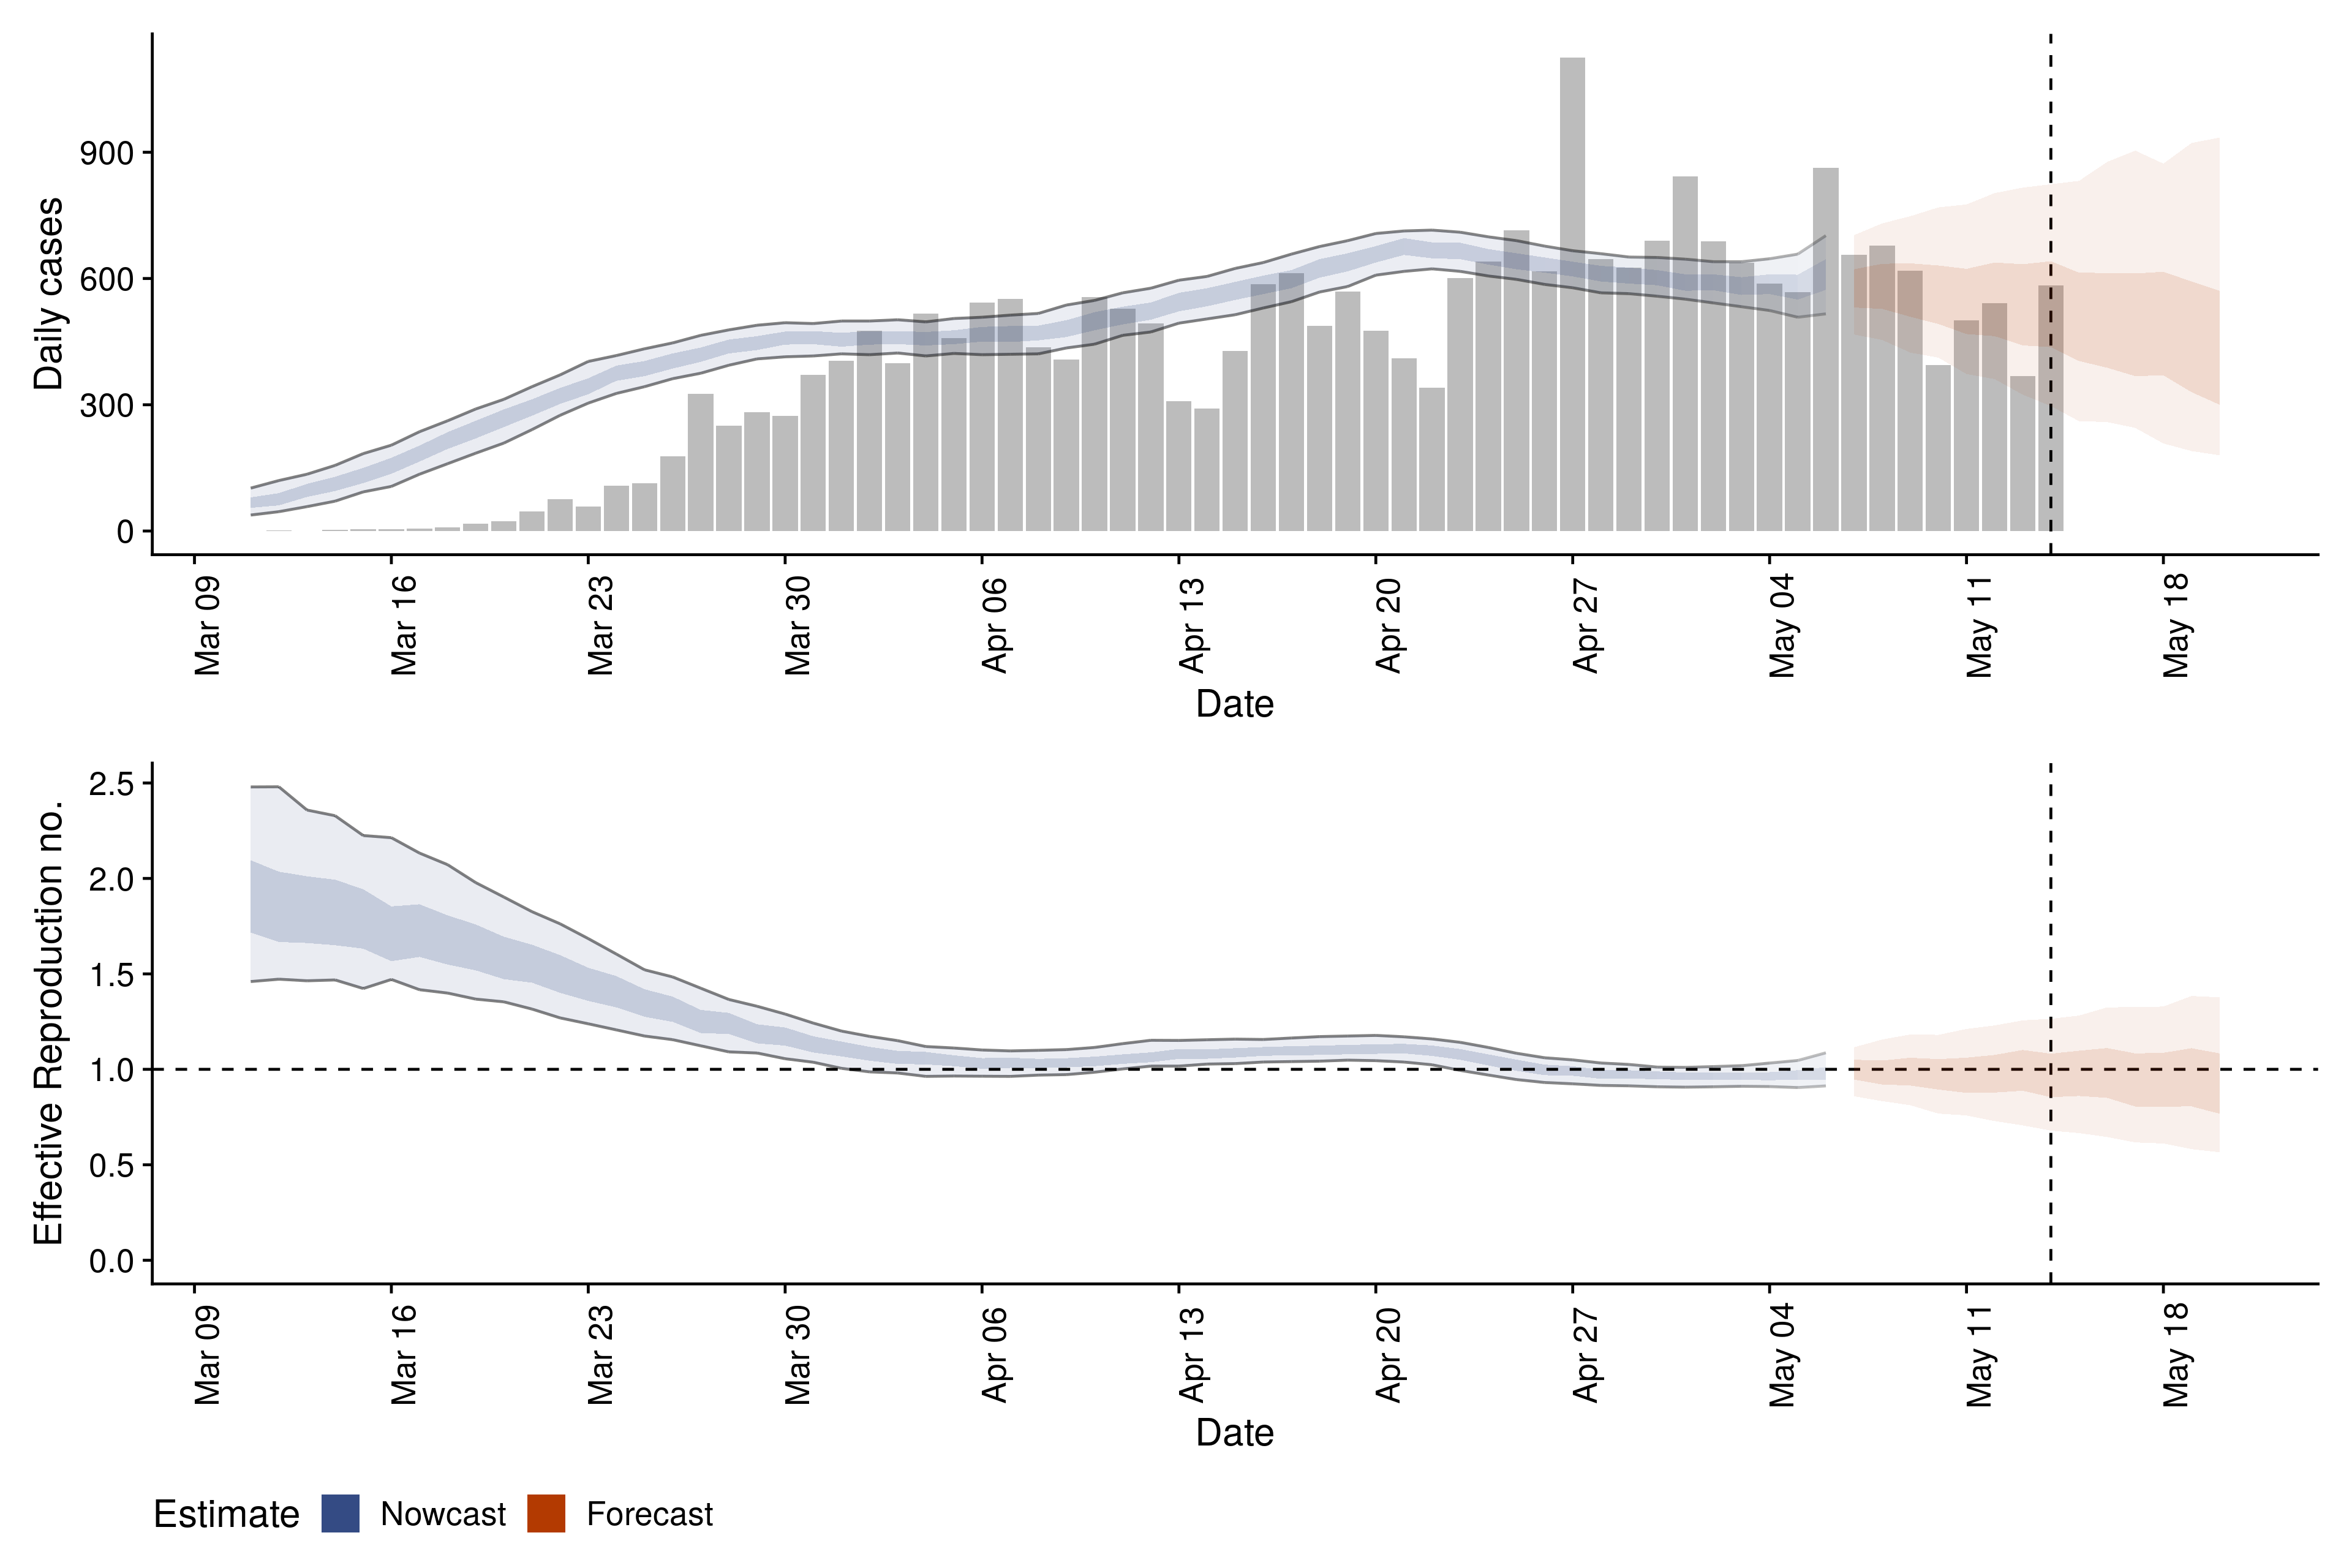 Daily cases
900
600
300
0
Mar 09
Mar 16
Mar 23
Mar 30
Apr 06
Apr 13
Apr 20
Apr 27
May 04
May 11
May 18
Date
Effective Reproduction no.
2.5
2.0
1.5
1.0
0.5
0.0
Mar 09
Mar 16
Mar 23
Mar 30
Apr 06
Apr 13
Apr 20
Apr 27
May 04
May 11
May 18
Date
Estimate Nowcast Forecast